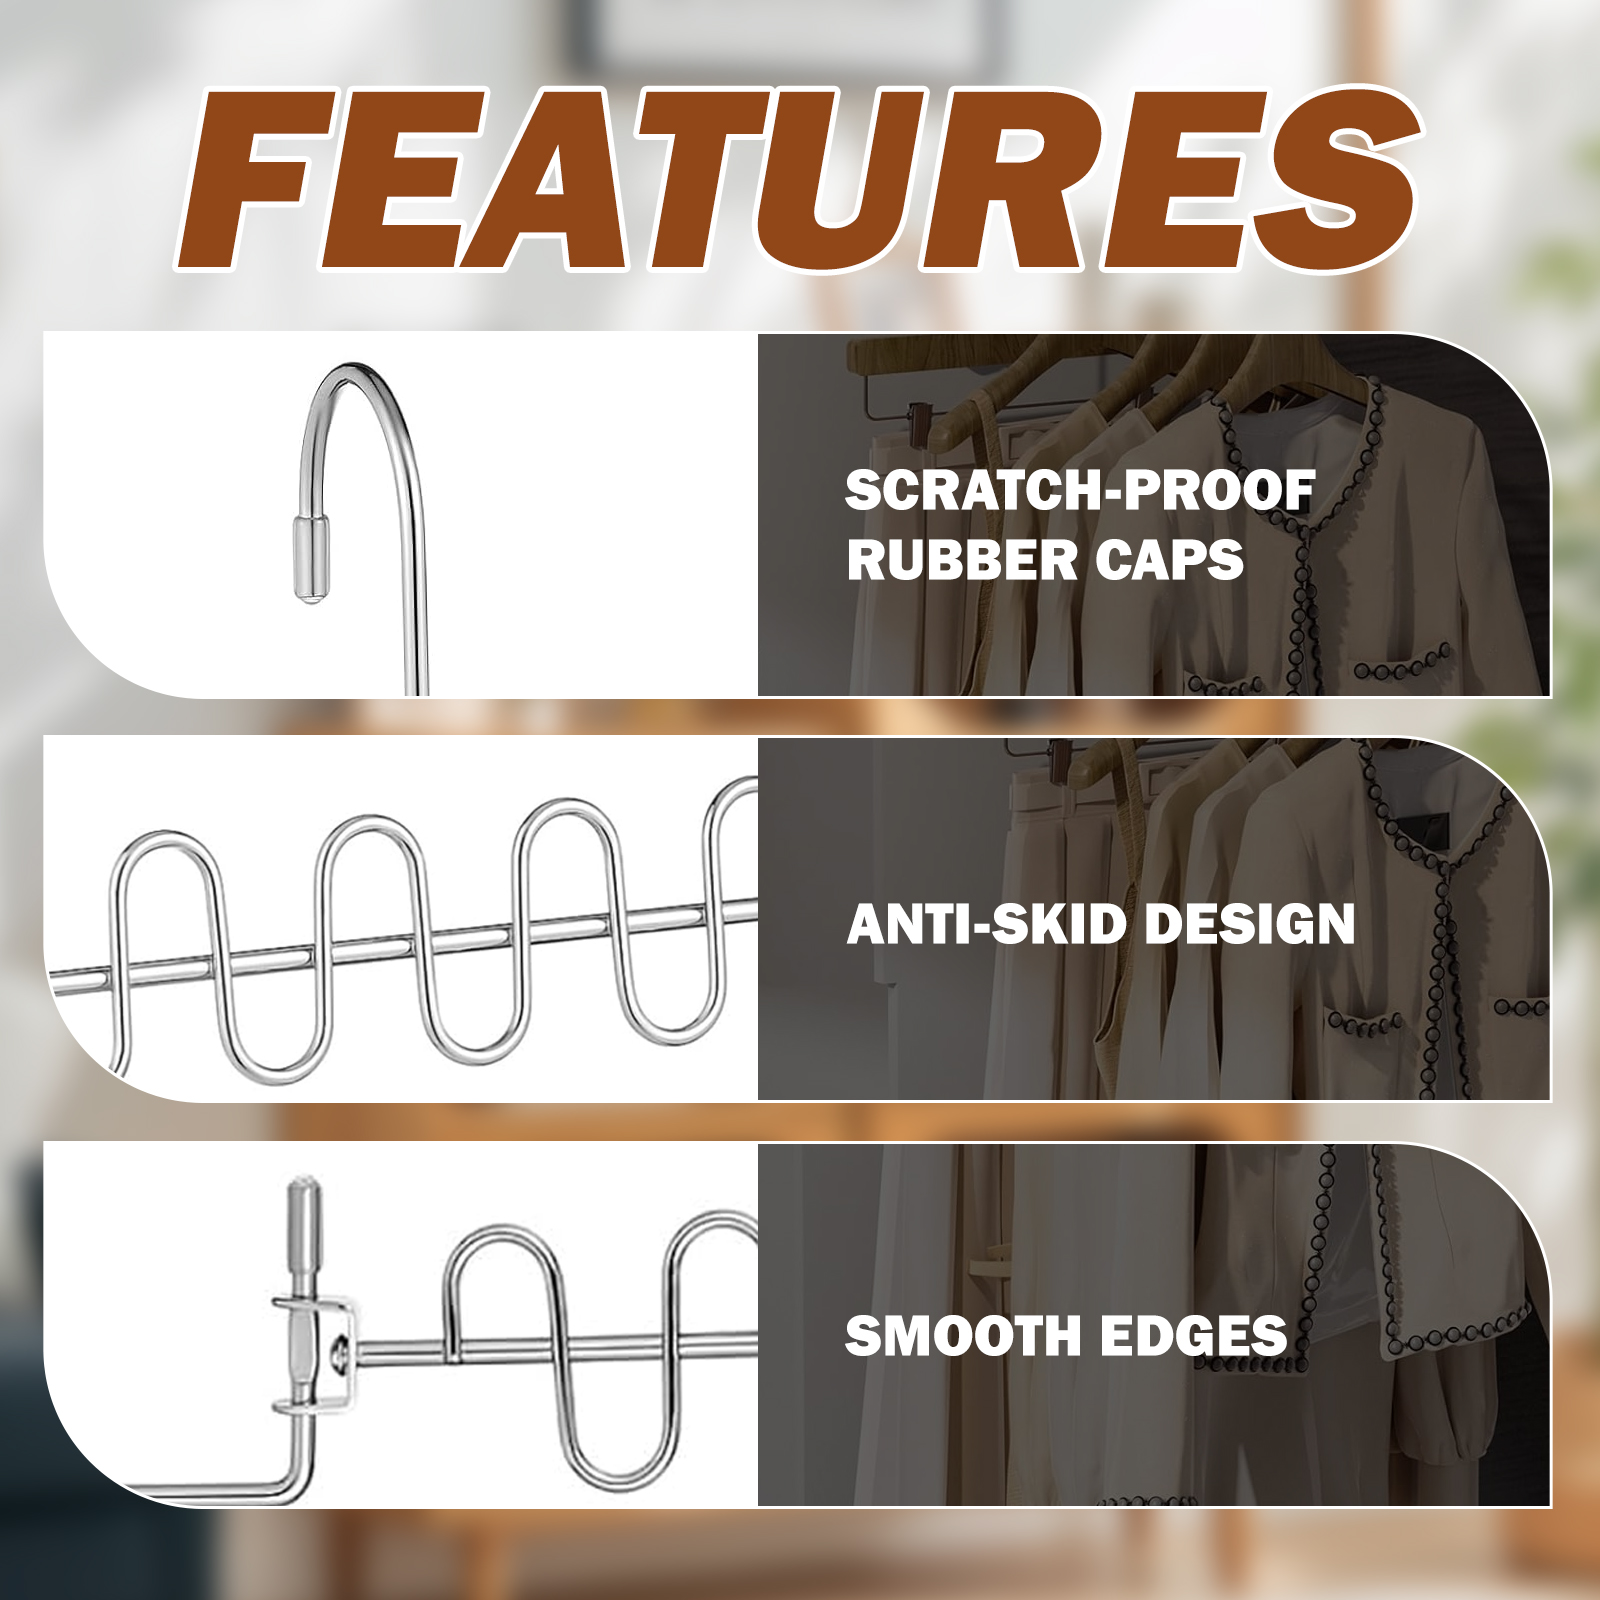 FEATURES
SCRATCH-PROOF
RUBBER CAPS
ANTI-SKID DESIGN
SMOOTH EDGES